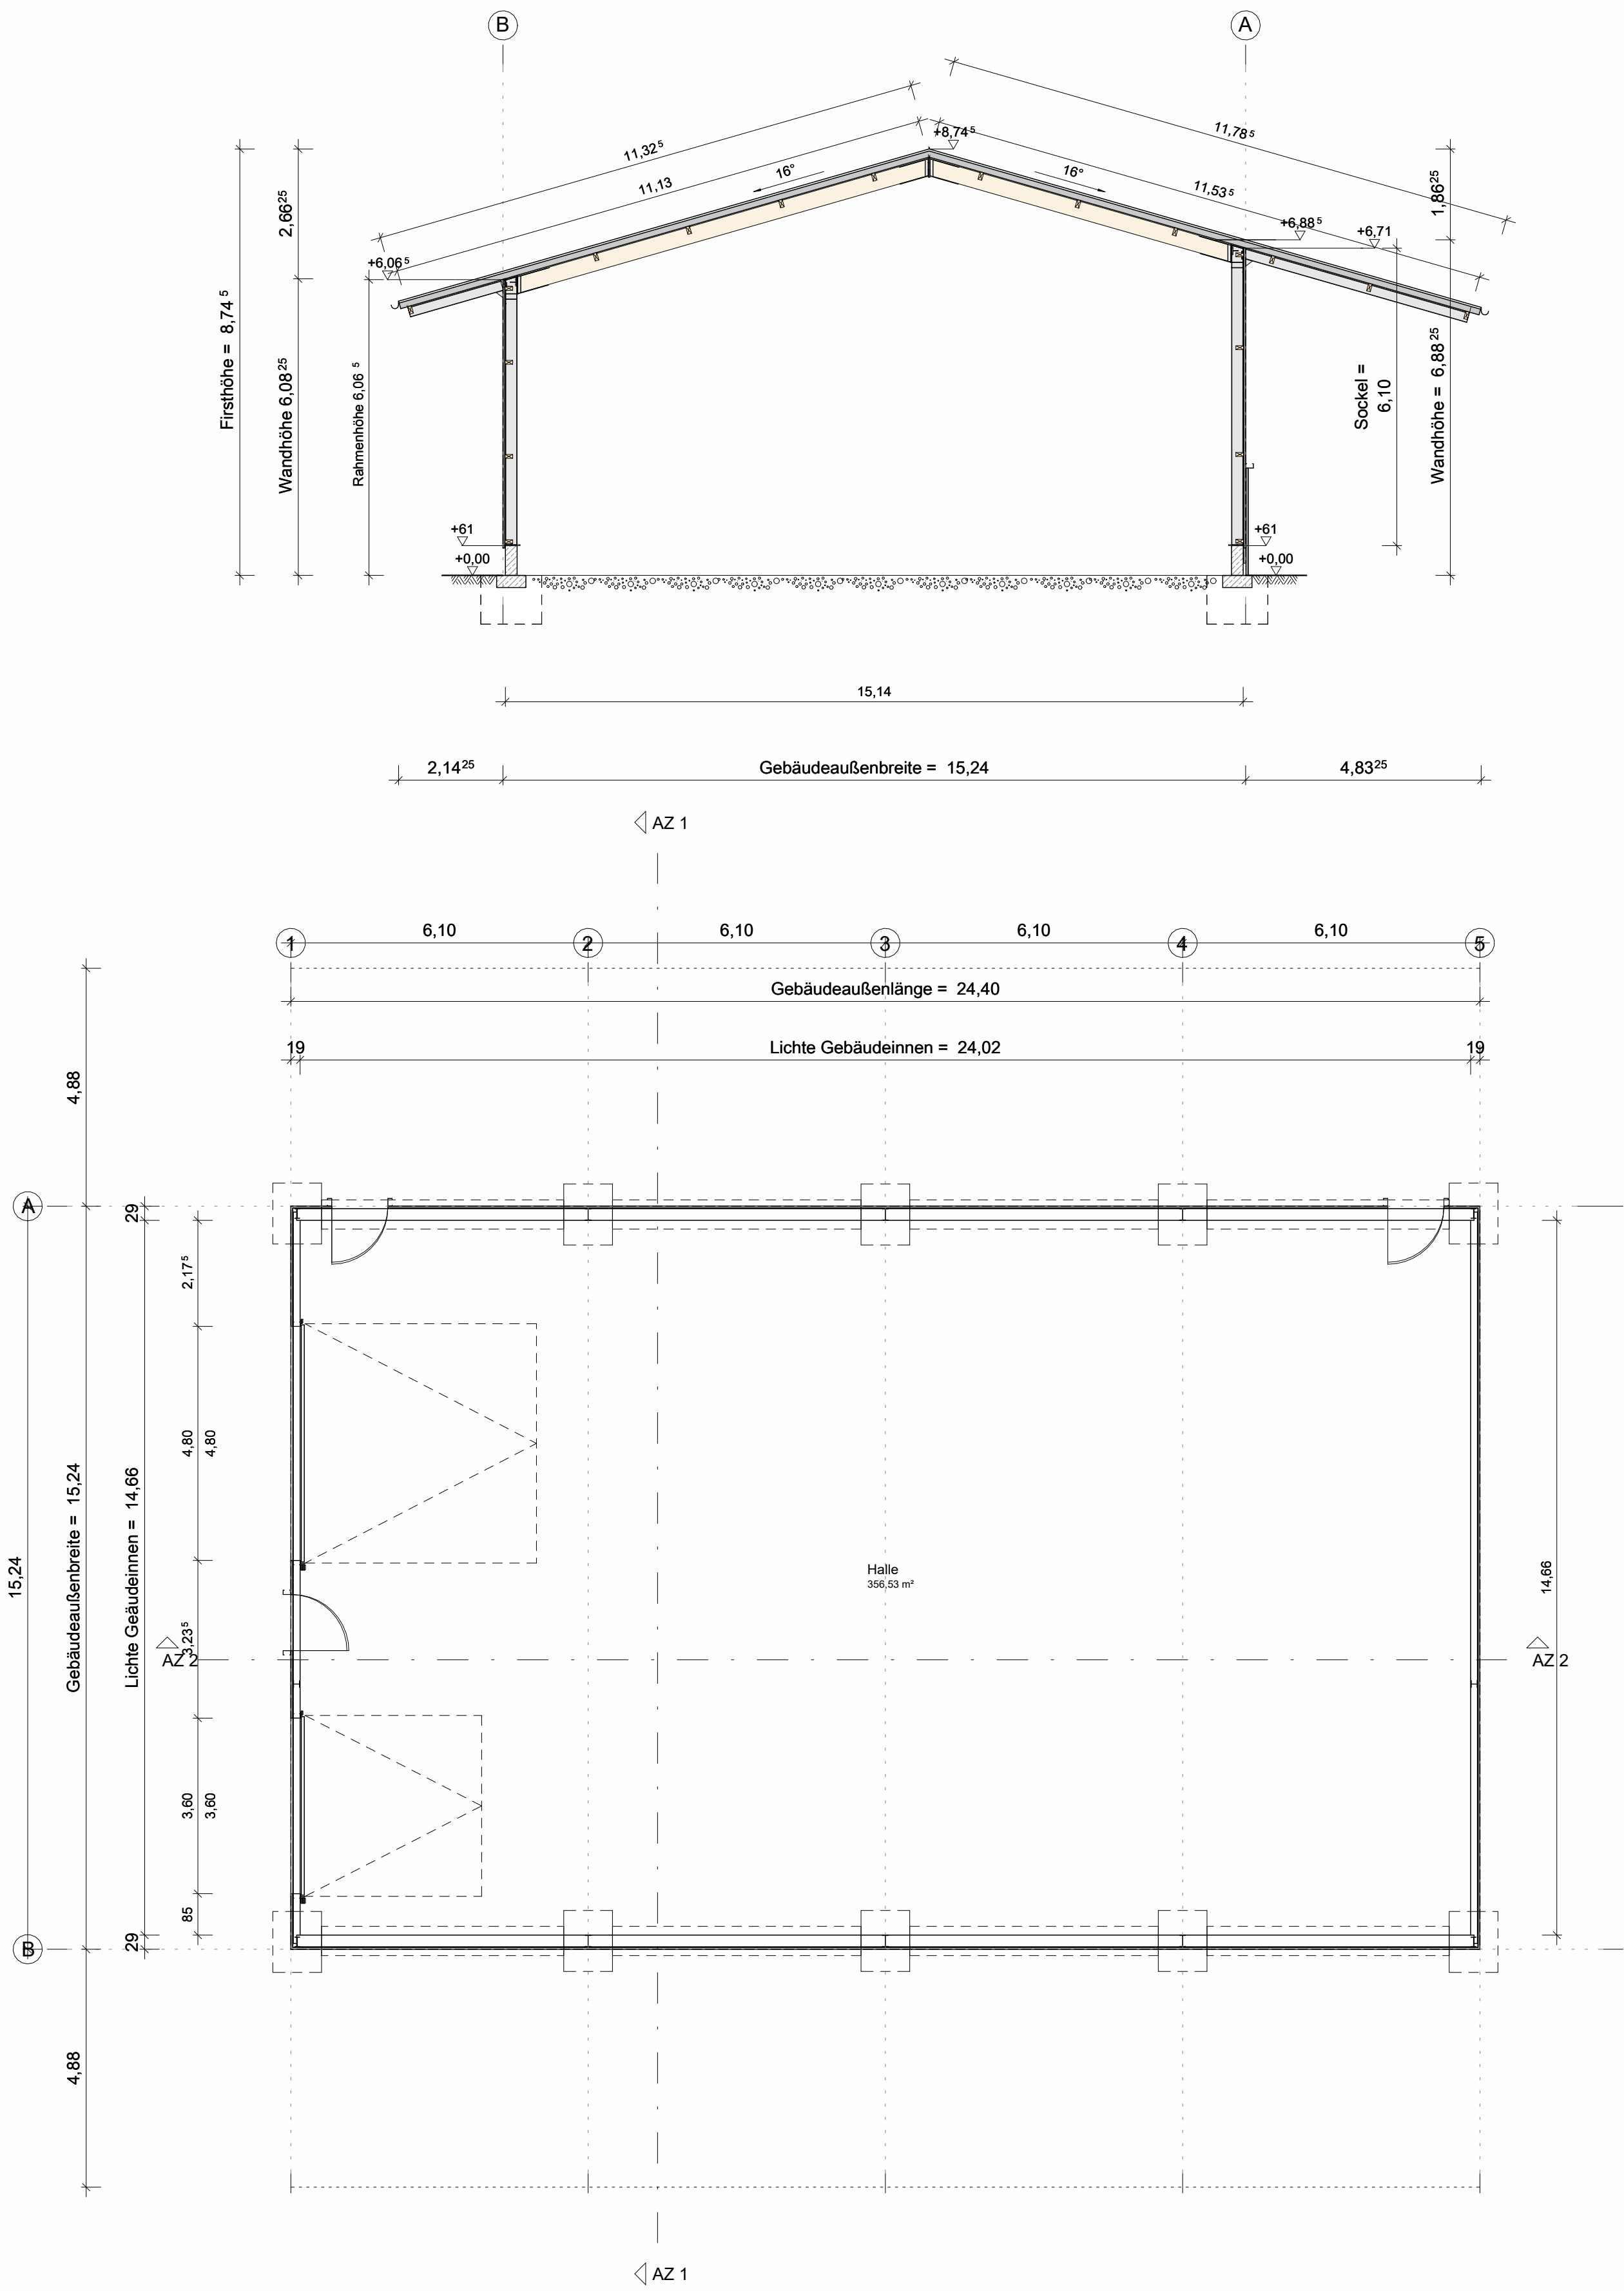 B
A
11,78⁵
11,32⁵
+8,74⁵
11,13
16°
16°
11,53⁵
2,66²⁵
1,86²⁵
+6,88⁵
+6,71
+6,06⁵
Firsthöhe = 8,74⁵
Wandhöhe 6,08²⁵
Rahmenhöhe 6,06⁵
Sockel =
6,10
Wandhöhe = 6,88²⁵
+61
+61
+0,00
+0,00
15,14
2,14²⁵
Gebäudeaußenbreite = 15,24
4,83²⁵
AZ 1
6,10
6,10
6,10
6,10
1
2
3
4
5
Gebäudeaußenlänge = 24,40
19
Lichte Gebäudeinnen = 24,02
19
4,88
A
29
2,17⁵
4,80
4,80
15,24
Gebäudeaußenbreite = 15,24
Lichte Geäudeinnen = 14,66
Halle
356,53 m²
14,66
3,23⁵
AZ 2
AZ 2
3,60
3,60
85
29
B
4,88
AZ 1